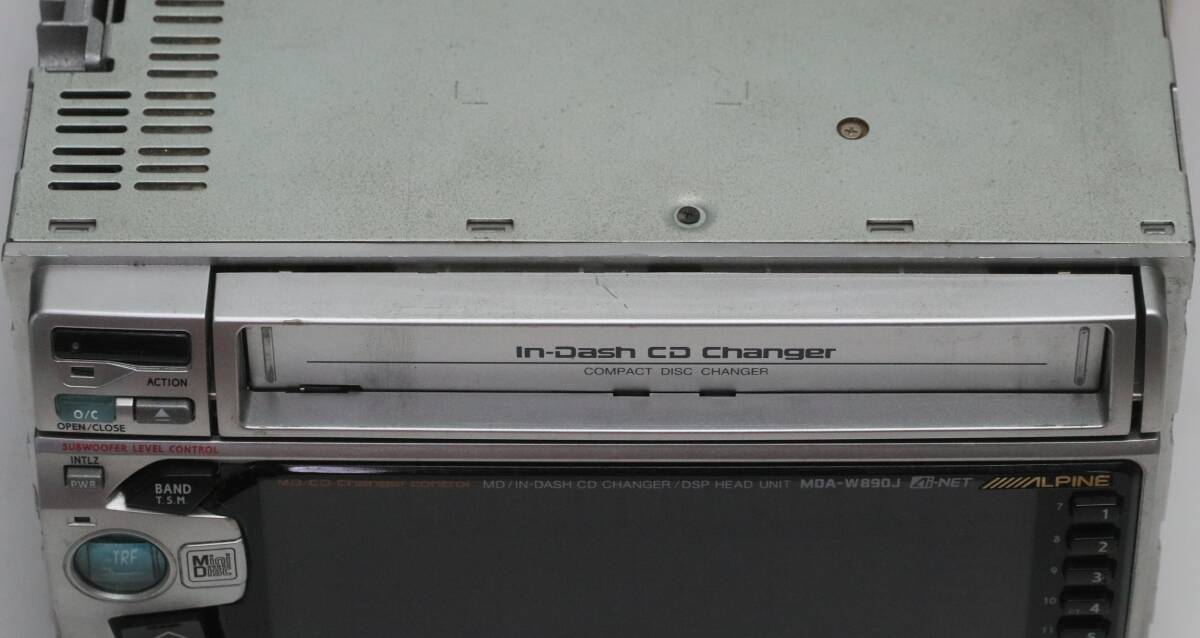 In-Dash CD Changer
COMPACT DISC CHANGER
ACTION
O/C
OPEN/CLOSE
SUBWOOFER LEVEL CONTROL
INTLZ
PWR
BAND
T.S.M.
MD/CD Changer control
MD/IN-DASH CD CHANGER/DSP HEAD UNIT MDA-W890J Ai-NET ALPINE
7 1
8 2
9 3
10 4
11 5
TRF
Mini Disc